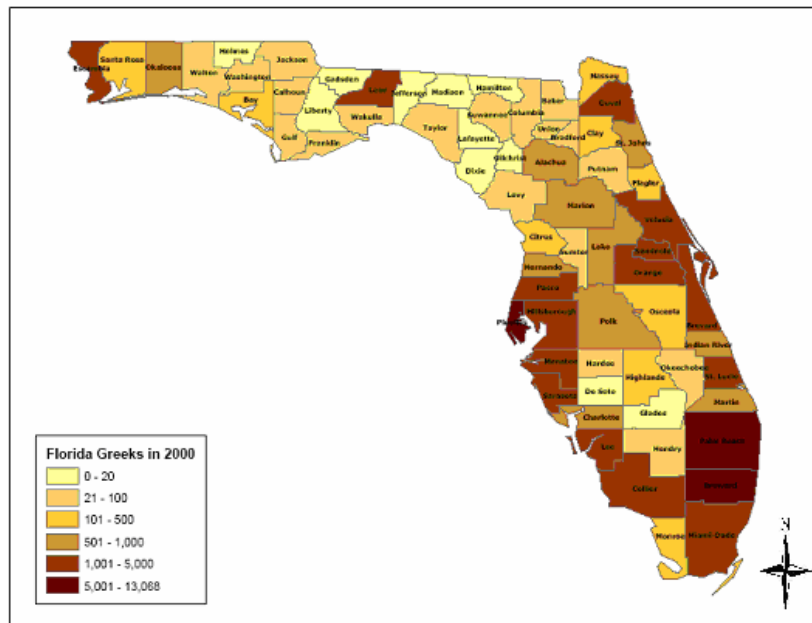 Escambia
Santa Rosa
Okaloosa
Walton
Holmes
Washington
Bay
Jackson
Calhoun
Gulf
Gadsden
Liberty
Franklin
Leon
Wakulla
Jefferson
Madison
Taylor
Hamilton
Suwannee
Lafayette
Dixie
Columbia
Gilchrist
Levy
Baker
Union
Bradford
Alachua
Nassau
Duval
Clay
St. Johns
Putnam
Flagler
Marion
Volusia
Citrus
Sumter
Lake
Seminole
Orange
Hernando
Pasco
Hillsborough
Polk
Osceola
Brevard
Indian River
Manatee
Hardee
Highlands
Okeechobee
St. Lucie
Sarasota
De Soto
Martin
Charlotte
Glades
Lee
Hendry
Palm Beach
Collier
Broward
Monroe
Miami-Dade
Florida Greeks in 2000
0 - 20
21 - 100
101 - 500
501 - 1,000
1,001 - 5,000
5,001 - 13,068
N